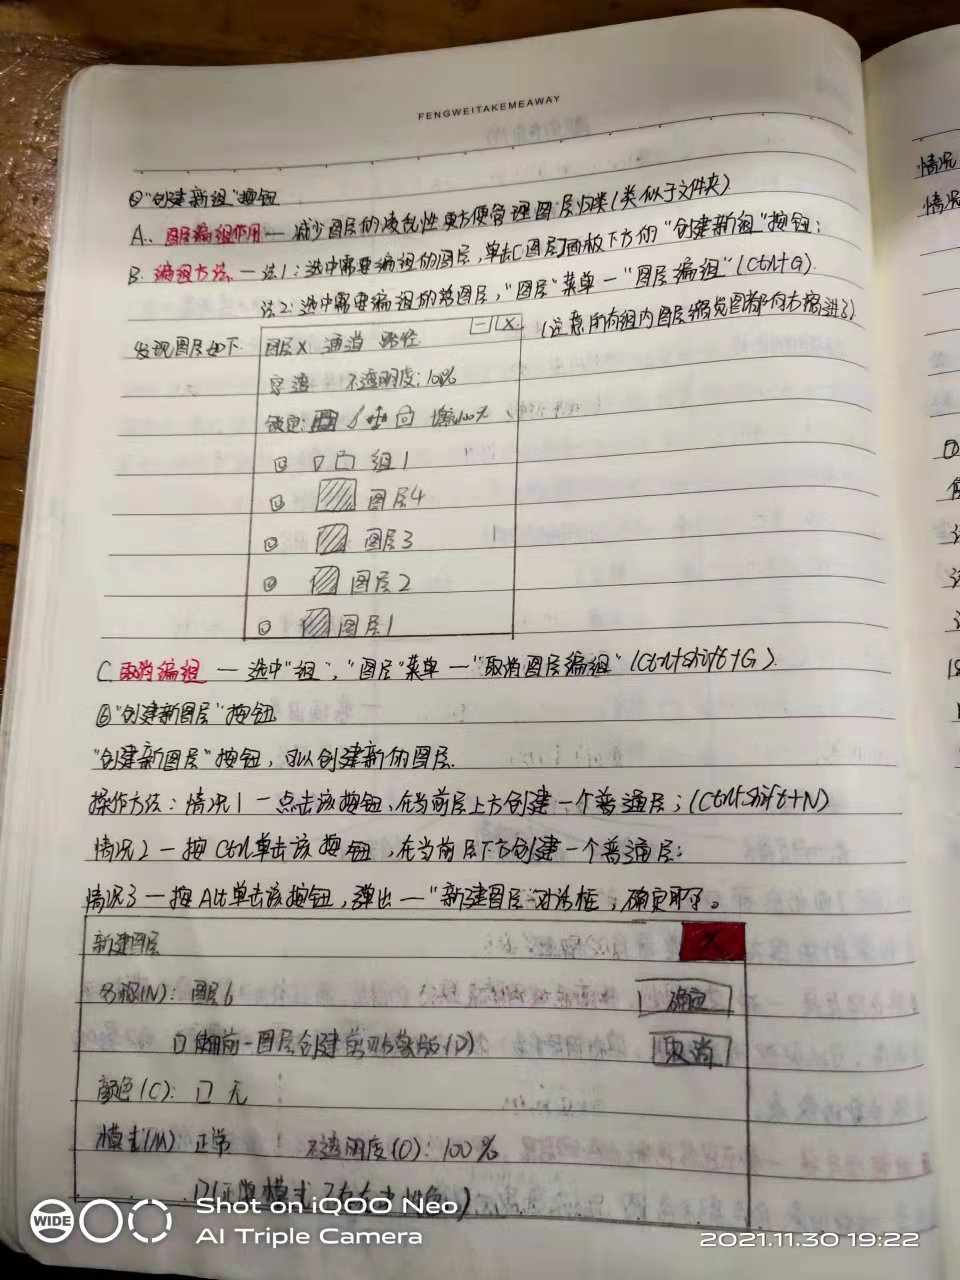 FENGWEITAKEMEAWAY
⑤"创建新组"按钮
A、图层编组作用 — 减少图层的凌乱性更方便管理图层归类(类似于文件夹)
B. 编组方法 — 法1:选中需要编组的图层,单击[图层]面板下方的"创建新组"按钮;
法2:选中需要编组的若图层,"图层"菜单—"图层编组"(Ctrl+G).
发现图层如下
(注意所有组内图层缩览图都向右缩进了)
图层X 通道 路径
穿透 不透明度:100%
锁定: 填充100%
组1
图层4
图层3
图层2
图层1
C.取消编组 — 选中"组","图层"菜单—"取消图层编组"(Ctrl+shift+G).
⑥"创建新图层"按钮
"创建新图层"按钮,可以创建新的图层.
操作方法:情况1—点击该按钮,在当前层上方创建一个普通层;(Ctrl+shift+N)
情况2—按Ctrl单击该按钮,在当前层下方创建一个普通层;
情况3—按Alt单击该按钮,弹出一"新建图层"对话框,确定即可。
新建图层 X
名称(N):图层6 确定
前一图层创建剪贴蒙版(P) 取消
颜色(C):口无
模式(M):正常 不透明度(O):100%
情况
情况
WIDE
Shot on iQOO Neo
AI Triple Camera
2021.11.30 19:22